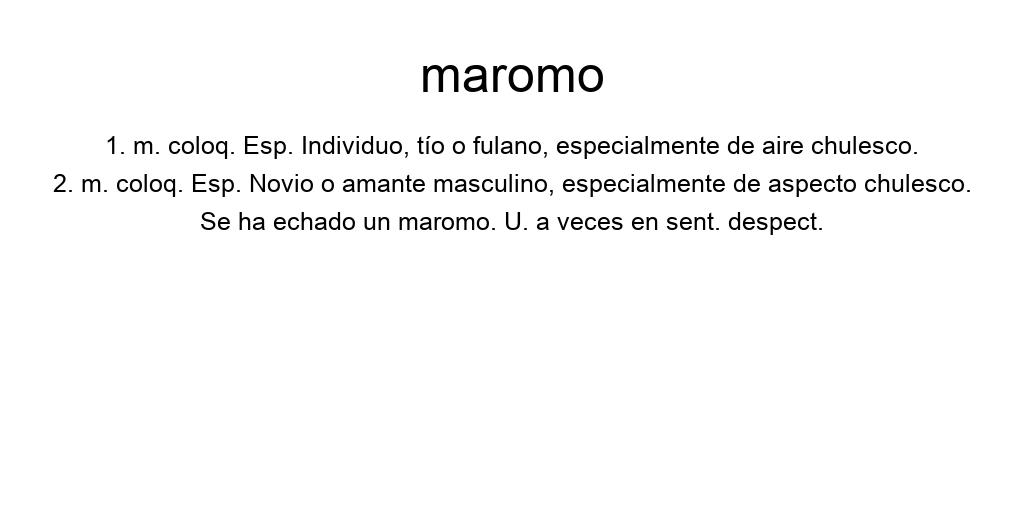 maromo
1. m. coloq. Esp. Individuo, tío o fulano, especialmente de aire chulesco.
2. m. coloq. Esp. Novio o amante masculino, especialmente de aspecto chulesco.
Se ha echado un maromo. U. a veces en sent. despect.